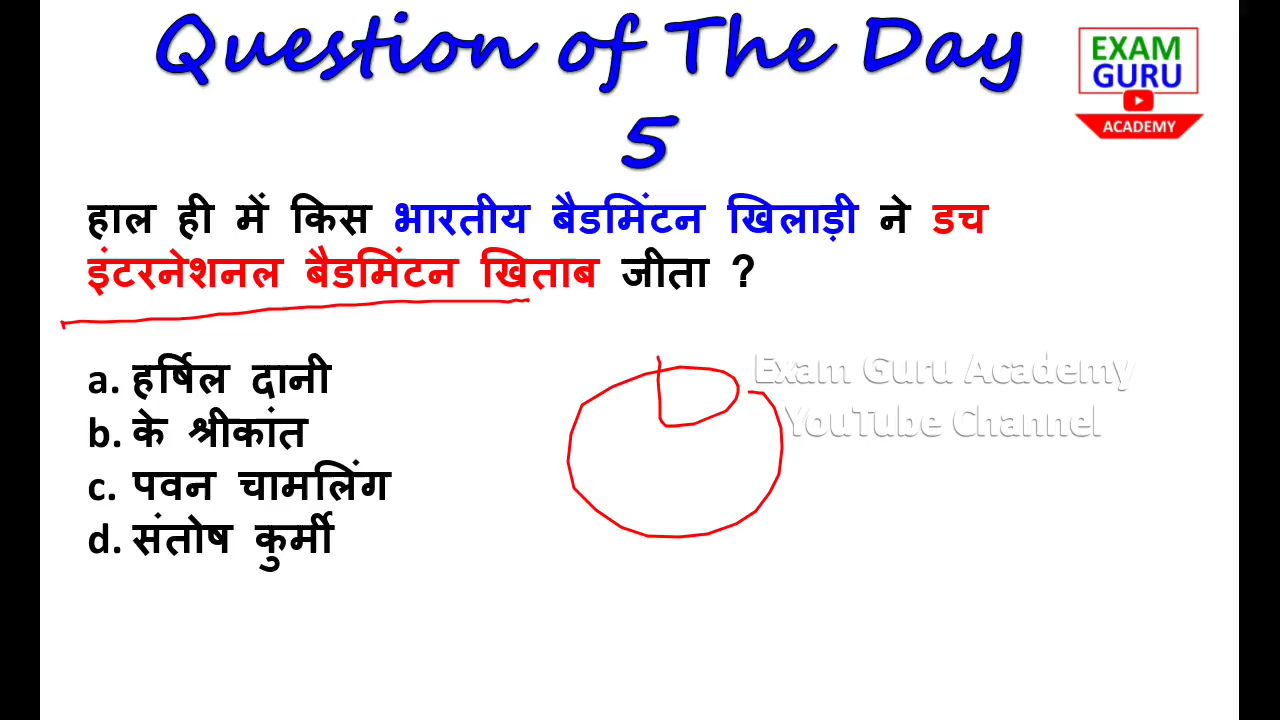 Question of The Day
5
EXAM
GURU
ACADEMY
हाल ही में किस भारतीय बैडमिंटन खिलाड़ी ने डच
इंटरनेशनल बैडमिंटन खिताब जीता ?
a. हर्षिल दानी
b. के श्रीकांत
c. पवन चामलिंग
d. संतोष कुर्मी
Exam Guru Academy
YouTube Channel